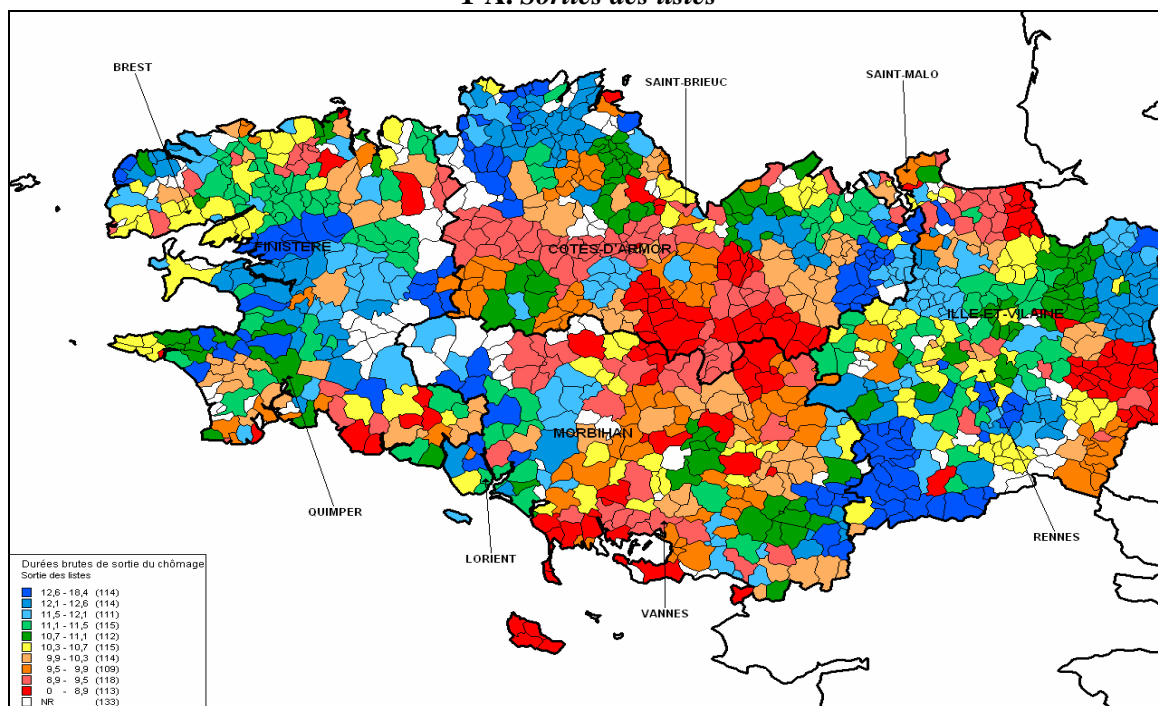 1 A. Sorties des listes
BREST
SAINT-BRIEUC
SAINT-MALO
FINISTERE
COTES-D'ARMOR
ILLE-ET-VILAINE
MORBIHAN
QUIMPER
LORIENT
VANNES
RENNES
Durées brutes de sortie du chômage
Sortie des listes
12,6 - 18,4 (114)
12,1 - 12,6 (114)
11,5 - 12,1 (111)
11,1 - 11,5 (115)
10,7 - 11,1 (112)
10,3 - 10,7 (115)
9,9 - 10,3 (114)
9,5 - 9,9 (109)
8,9 - 9,5 (118)
0 - 8,9 (113)
NR (133)